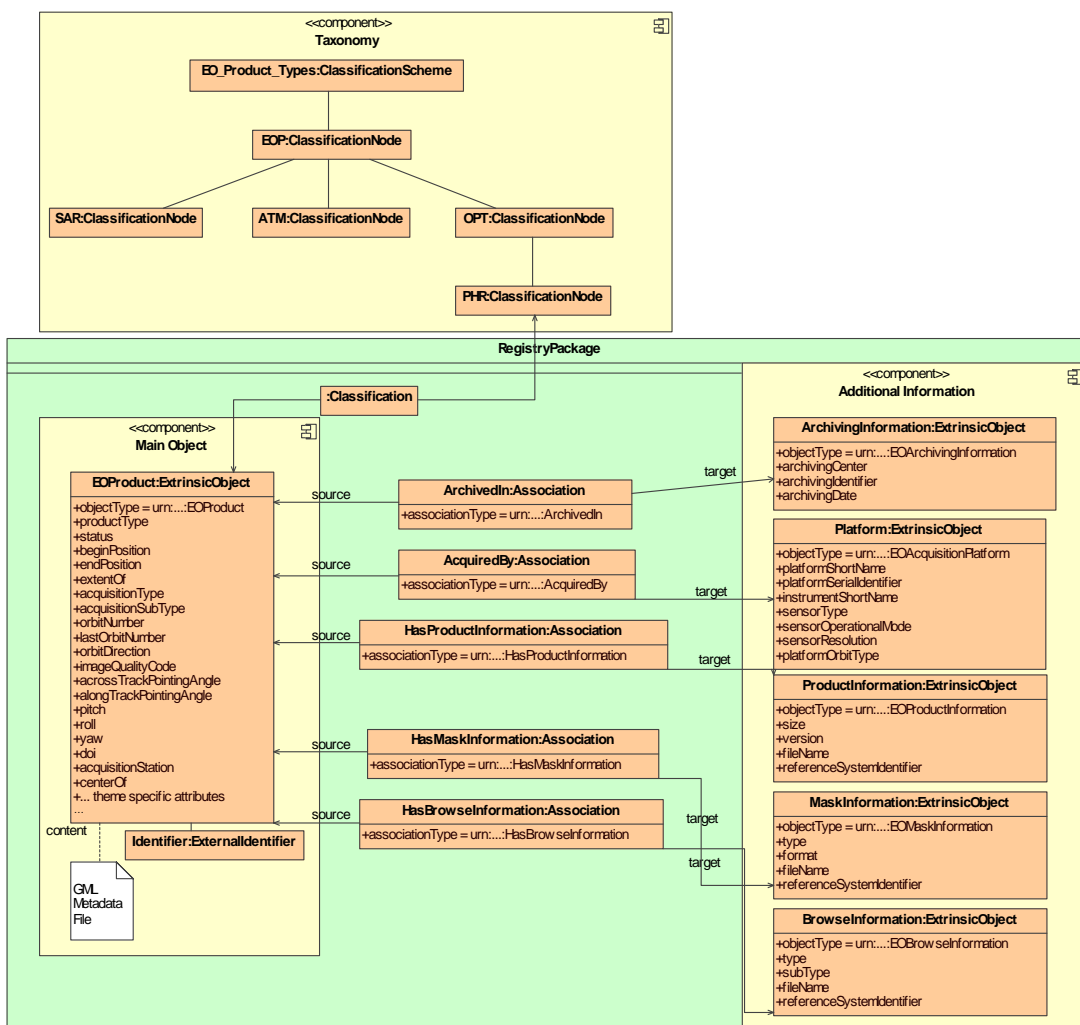 <<component>>
Taxonomy
EO_Product_Types:ClassificationScheme
EOP:ClassificationNode
SAR:ClassificationNode
ATM:ClassificationNode
OPT:ClassificationNode
PHR:ClassificationNode
RegistryPackage
:Classification
<<component>>
Main Object
EOProduct:ExtrinsicObject
+objectType = urn:...:EOProduct
+productType
+status
+beginPosition
+endPosition
+extentOf
+acquisitionType
+acquisitionSubType
+orbitNumber
+lastOrbitNumber
+orbitDirection
+imageQualityCode
+acrossTrackPointingAngle
+alongTrackPointingAngle
+pitch
+roll
+yaw
+doi
+acquisitionStation
+centerOf
+... theme specific attributes
...
content
Identifier:ExternalIdentifier
GML
Metadata
File
source
ArchivedIn:Association
+associationType = urn:...:ArchivedIn
target
source
AcquiredBy:Association
+associationType = urn:...:AcquiredBy
target
source
HasProductInformation:Association
+associationType = urn:...:HasProductInformation
target
source
HasMaskInformation:Association
+associationType = urn:...:HasMaskInformation
target
source
HasBrowseInformation:Association
+associationType = urn:...:HasBrowseInformation
target
<<component>>
Additional Information
ArchivingInformation:ExtrinsicObject
+objectType = urn:...:EOArchivingInformation
+archivingCenter
+archivingIdentifier
+archivingDate
Platform:ExtrinsicObject
+objectType = urn:...:EOAcquisitionPlatform
+platformShortName
+platformSerialIdentifier
+instrumentShortName
+sensorType
+sensorOperationalMode
+sensorResolution
+platformOrbitType
ProductInformation:ExtrinsicObject
+objectType = urn:...:EOProductInformation
+size
+version
+fileName
+referenceSystemIdentifier
MaskInformation:ExtrinsicObject
+objectType = urn:...:EOMaskInformation
+type
+format
+fileName
+referenceSystemIdentifier
BrowseInformation:ExtrinsicObject
+objectType = urn:...:EOBrowseInformation
+type
+subType
+fileName
+referenceSystemIdentifier